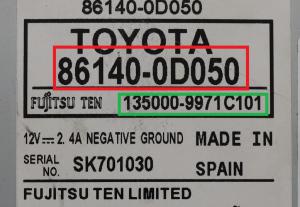 86140-0D050
TOYOTA
86140-0D050
FUJITSU TEN 135000-9971C101
12V⎓ 2. 4A NEGATIVE GROUND MADE IN
SERIAL NO. SK701030 SPAIN
FUJITSU TEN LIMITED